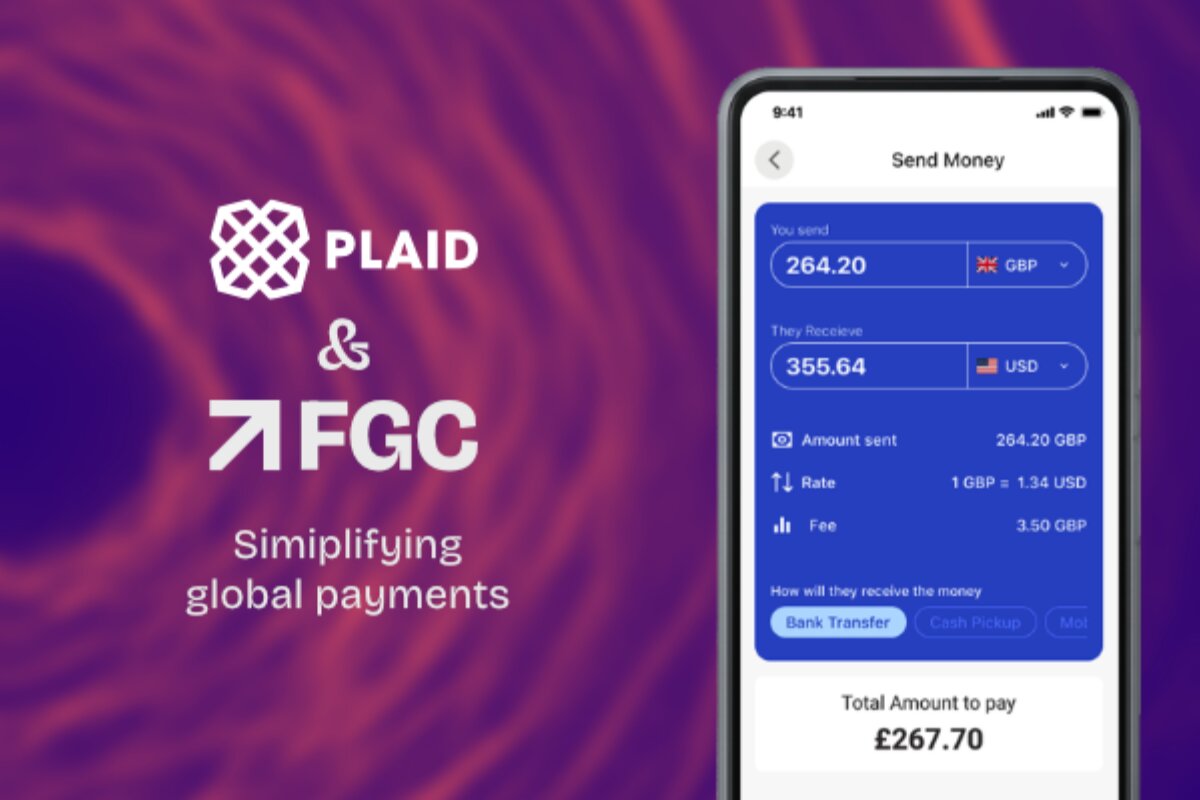 PLAID
&
FGC
Simiplifying
global payments
9:41
Send Money
You send
264.20 GBP
They Receieve
355.64 USD
Amount sent 264.20 GBP
Rate 1 GBP = 1.34 USD
Fee 3.50 GBP
How will they receive the money
Bank Transfer Cash Pickup Mob
Total Amount to pay
£267.70